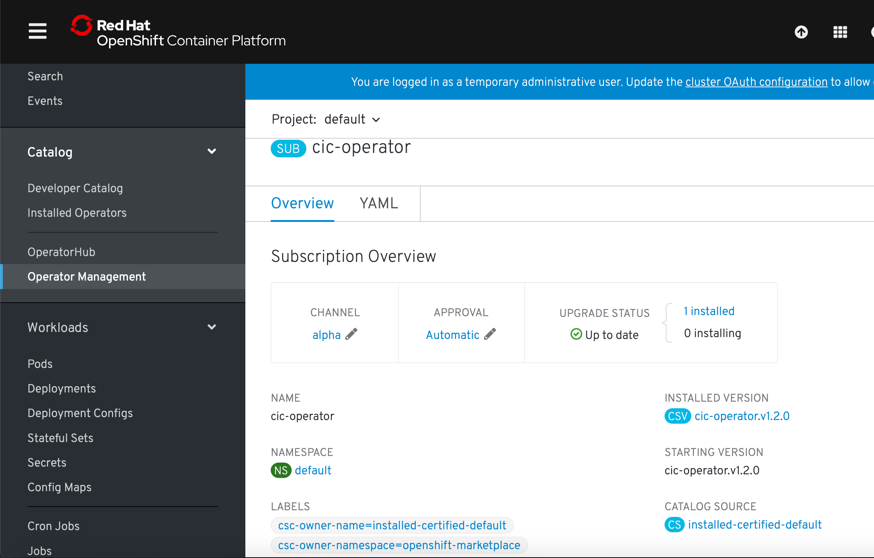 Red Hat
OpenShift Container Platform
Search
Events
Catalog
Developer Catalog
Installed Operators
OperatorHub
Operator Management
Workloads
Pods
Deployments
Deployment Configs
Stateful Sets
Secrets
Config Maps
Cron Jobs
Jobs
You are logged in as a temporary administrative user. Update the cluster OAuth configuration to allow
Project: default
SUB cic-operator
Overview YAML
Subscription Overview
CHANNEL
alpha
APPROVAL
Automatic
UPGRADE STATUS
Up to date
1 installed
0 installing
NAME
cic-operator
NAMESPACE
NS default
LABELS
csc-owner-name=installed-certified-default
csc-owner-namespace=openshift-marketplace
INSTALLED VERSION
CSV cic-operator.v1.2.0
STARTING VERSION
cic-operator.v1.2.0
CATALOG SOURCE
CS installed-certified-default